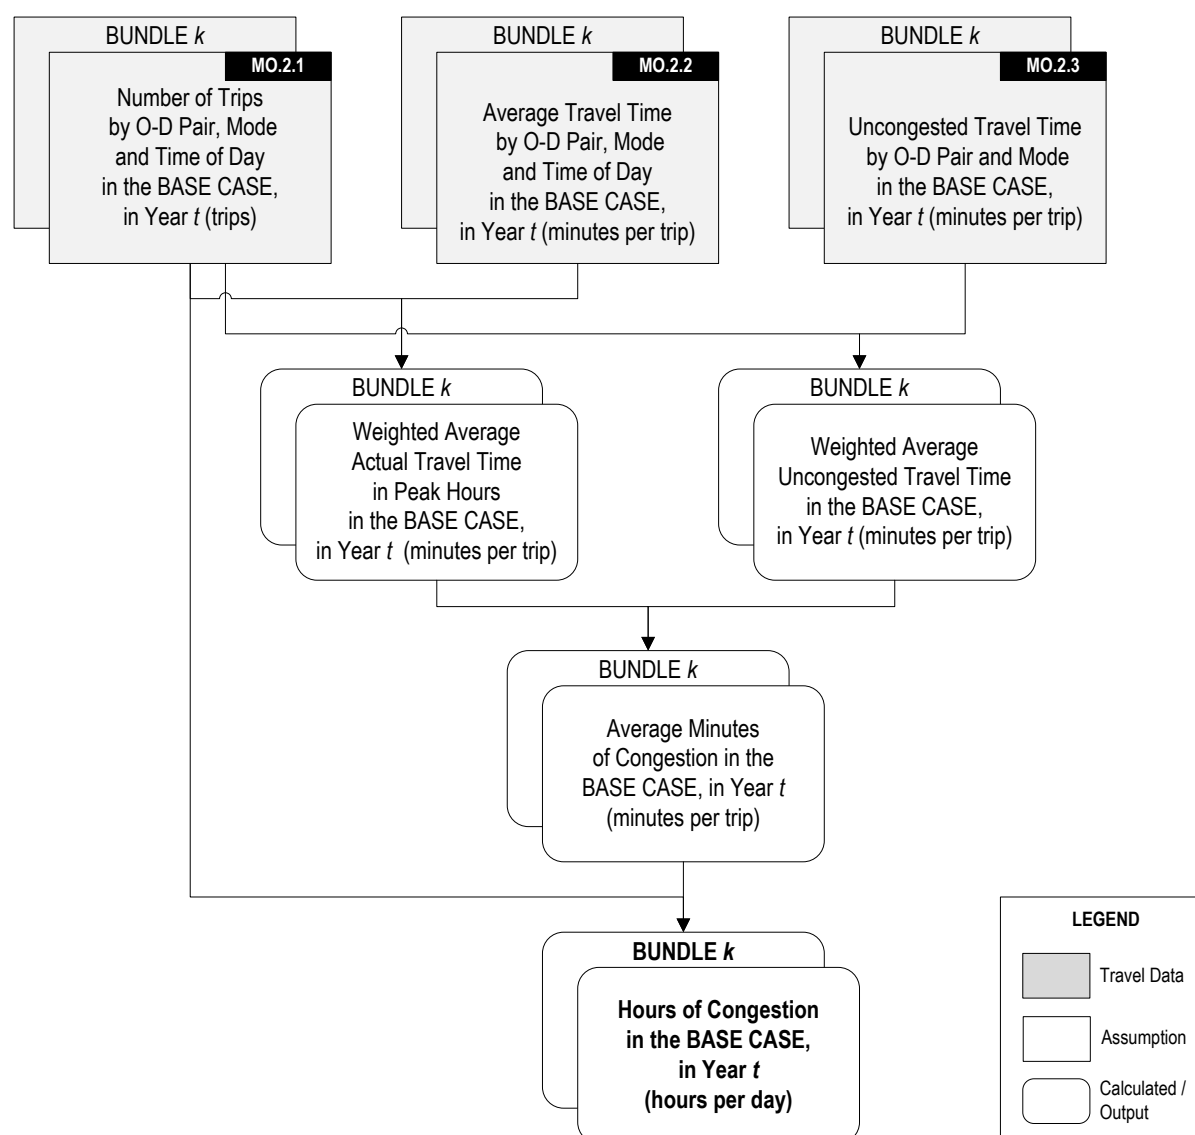 BUNDLE k
MO.2.1
Number of Trips
by O-D Pair, Mode
and Time of Day
in the BASE CASE,
in Year t (trips)
BUNDLE k
MO.2.2
Average Travel Time
by O-D Pair, Mode
and Time of Day
in the BASE CASE,
in Year t (minutes per trip)
BUNDLE k
MO.2.3
Uncongested Travel Time
by O-D Pair and Mode
in the BASE CASE,
in Year t (minutes per trip)
BUNDLE k
Weighted Average
Actual Travel Time
in Peak Hours
in the BASE CASE,
in Year t (minutes per trip)
BUNDLE k
Weighted Average
Uncongested Travel Time
in the BASE CASE,
in Year t (minutes per trip)
BUNDLE k
Average Minutes
of Congestion in the
BASE CASE, in Year t
(minutes per trip)
BUNDLE k
Hours of Congestion
in the BASE CASE,
in Year t
(hours per day)
LEGEND
Travel Data
Assumption
Calculated /
Output